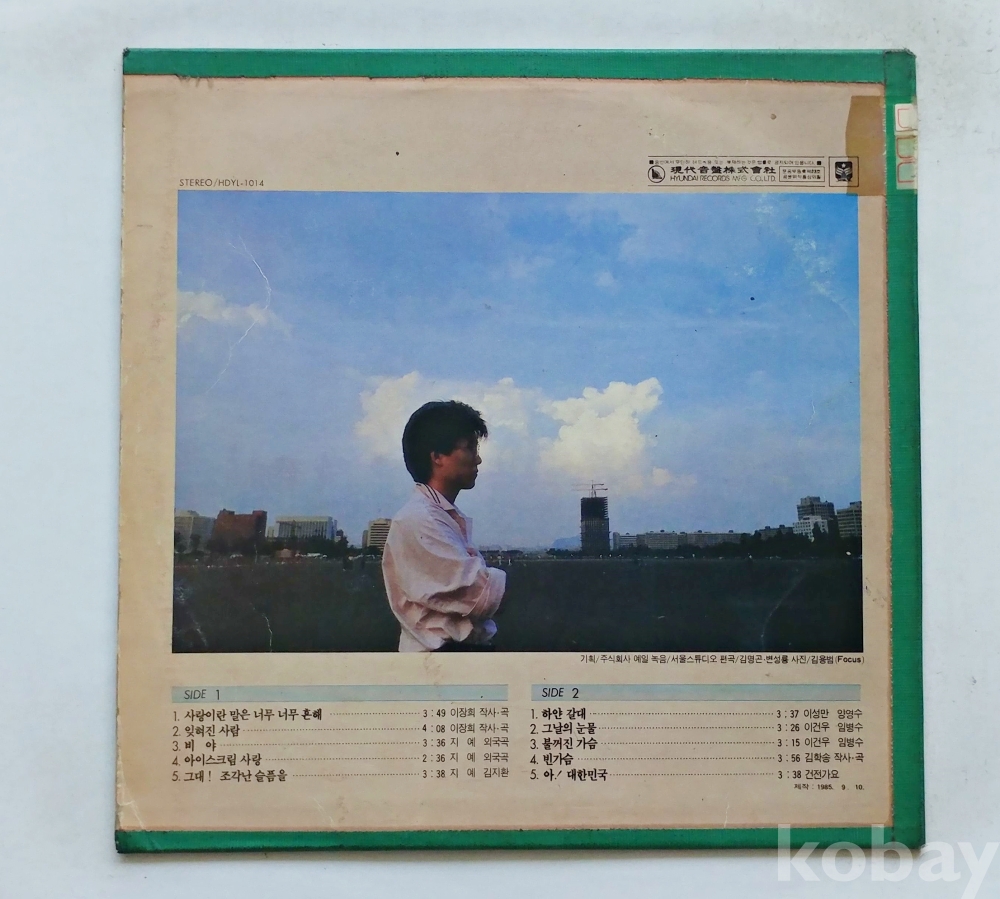 STEREO/HDYL-1014
現代音盤株式會社
HYUNDAI RECORDS MFG. CO.,LTD.
기획/주식회사 예일 녹음/서울스튜디오 편곡/김명곤·변성룡 사진/김용범(Focus)
SIDE 1
1. 사랑이란 말은 너무 너무 흔해 3 : 49 이장희 작사·곡
2. 잊혀진 사람 4 : 08 이장희 작사·곡
3. 비 야 3 : 36 지 예 외국곡
4. 아이스크림 사랑 2 : 36 지 예 외국곡
5. 그대! 조각난 슬픔을 3 : 38 지 예 김지환
SIDE 2
1. 하얀 갈대 3 : 37 이성만 임영수
2. 그날의 눈물 3 : 26 이건우 임병수
3. 불꺼진 가슴 3 : 15 이건우 임병수
4. 빈가슴 3 : 56 김학송 작사·곡
5. 아! 대한민국 3 : 38 건전가요
제작 : 1985. 9. 10.
kobay